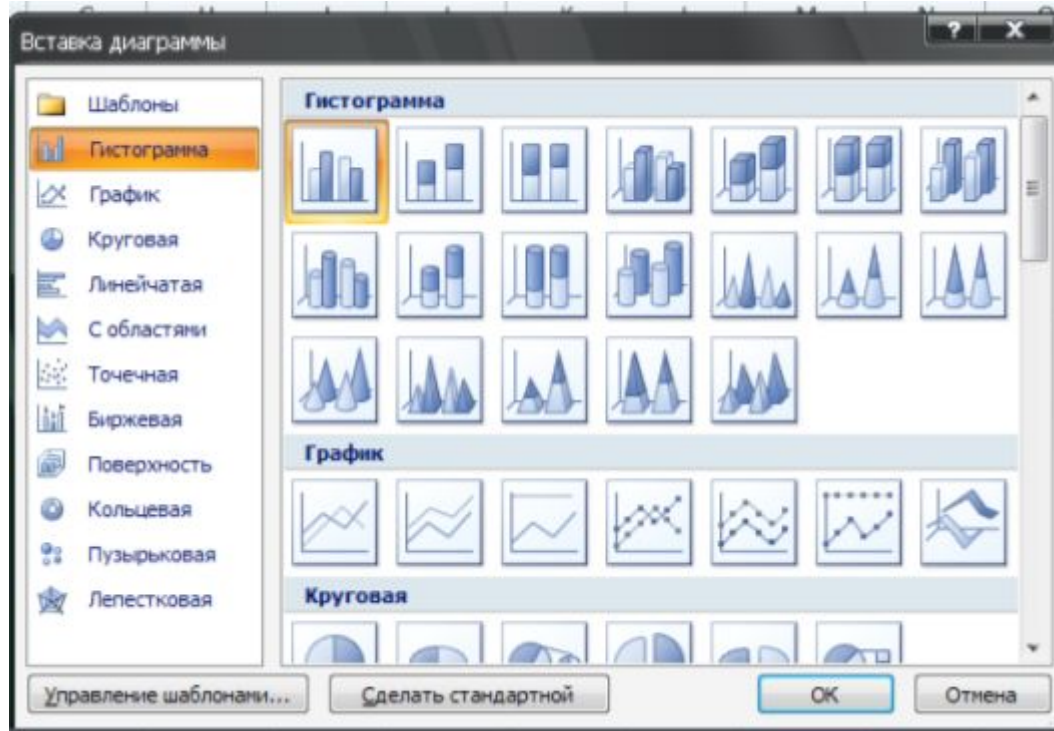 Вставка диаграммы
?
X
Шаблоны
Гистограмма
График
Круговая
Линейчатая
С областями
Точечная
Биржевая
Поверхность
Кольцевая
Пузырьковая
Лепестковая
Гистограмма
График
Круговая
Управление шаблонами...
Сделать стандартной
ОК
Отмена